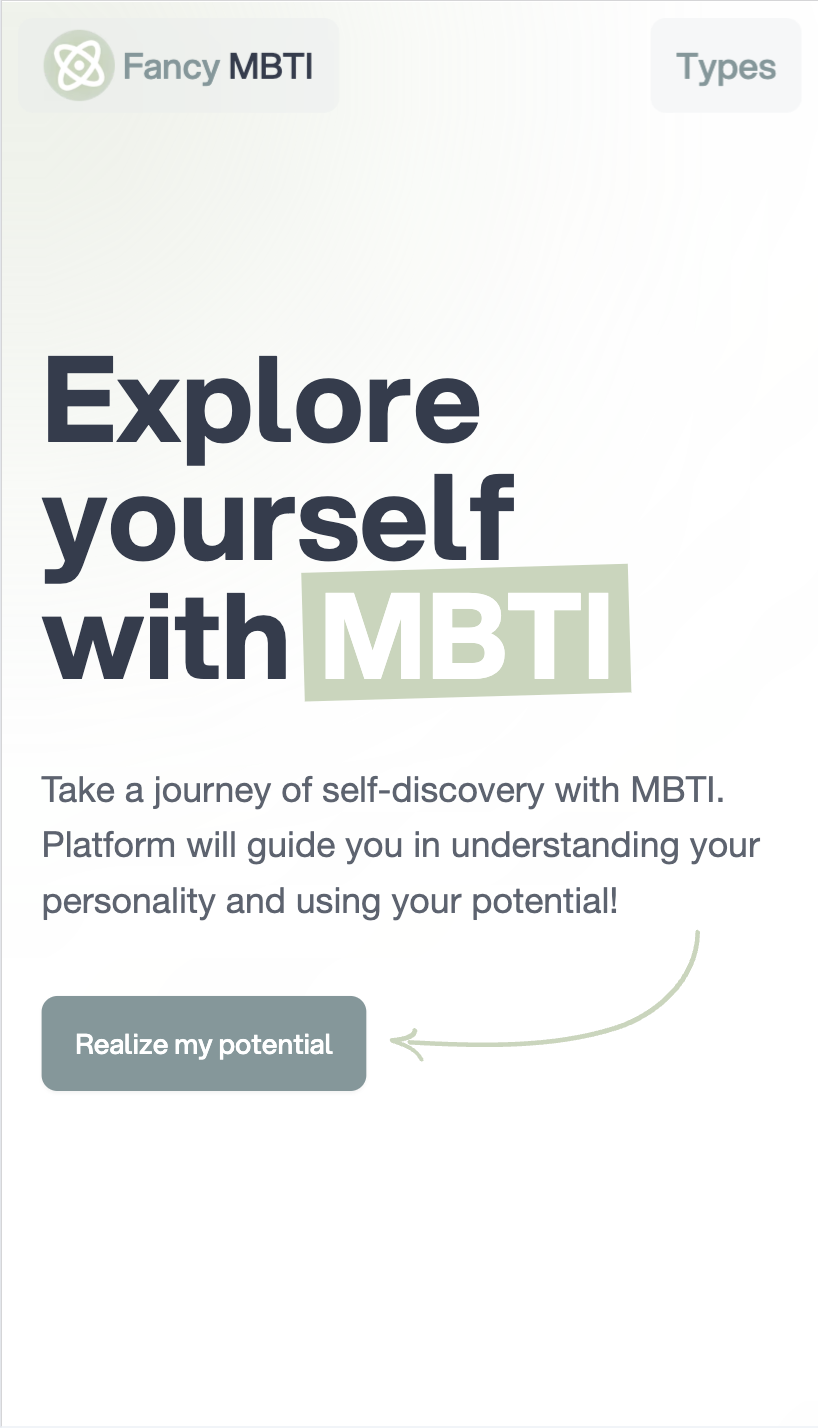 Fancy MBTI
Types
Explore
yourself
with MBTI
Take a journey of self-discovery with MBTI.
Platform will guide you in understanding your
personality and using your potential!
Realize my potential